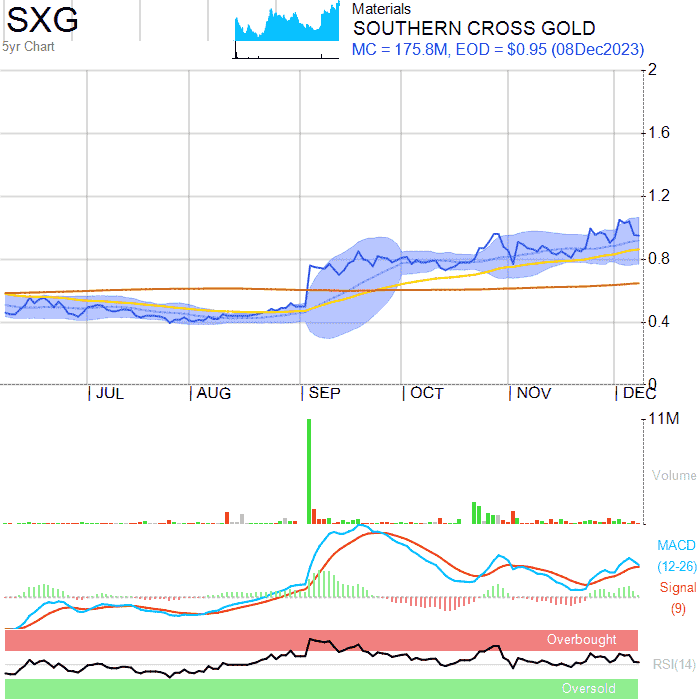 SXG
5yr Chart
Materials
SOUTHERN CROSS GOLD
MC = 175.8M, EOD = $0.95 (08Dec2023)
2
1.6
1.2
0.8
0.4
0
JUL AUG SEP OCT NOV DEC
11M
Volume
MACD
(12-26)
Signal
(9)
Overbought
RSI(14)
Oversold